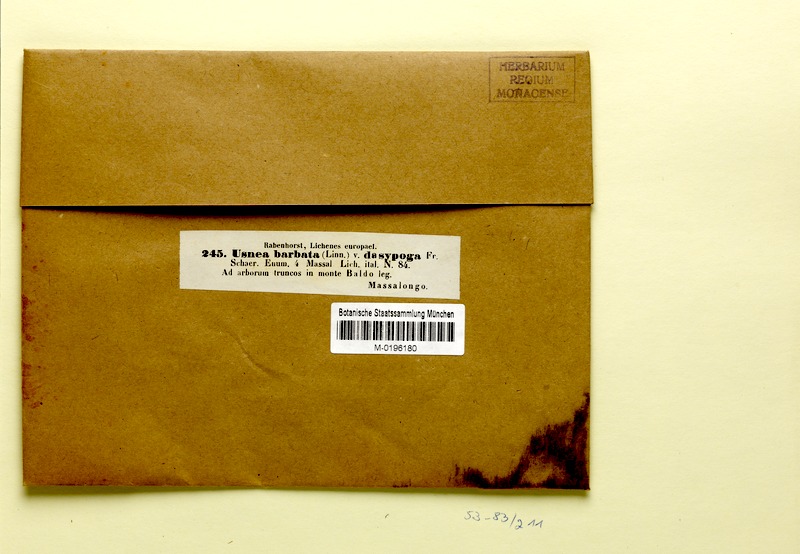 HERBARIUM
REGIUM
MONACENSE
Rabenhorst, Lichenes europaei.
245. Usnea barbata (Linn.) v. dasypoga Fr.
Schaer. Enum. 4 Massal Lich. ital. N. 84.
Ad arborum truncos in monte Baldo leg.
Massalongo.
Botanische Staatssammlung München
M-0196180
53-83/211